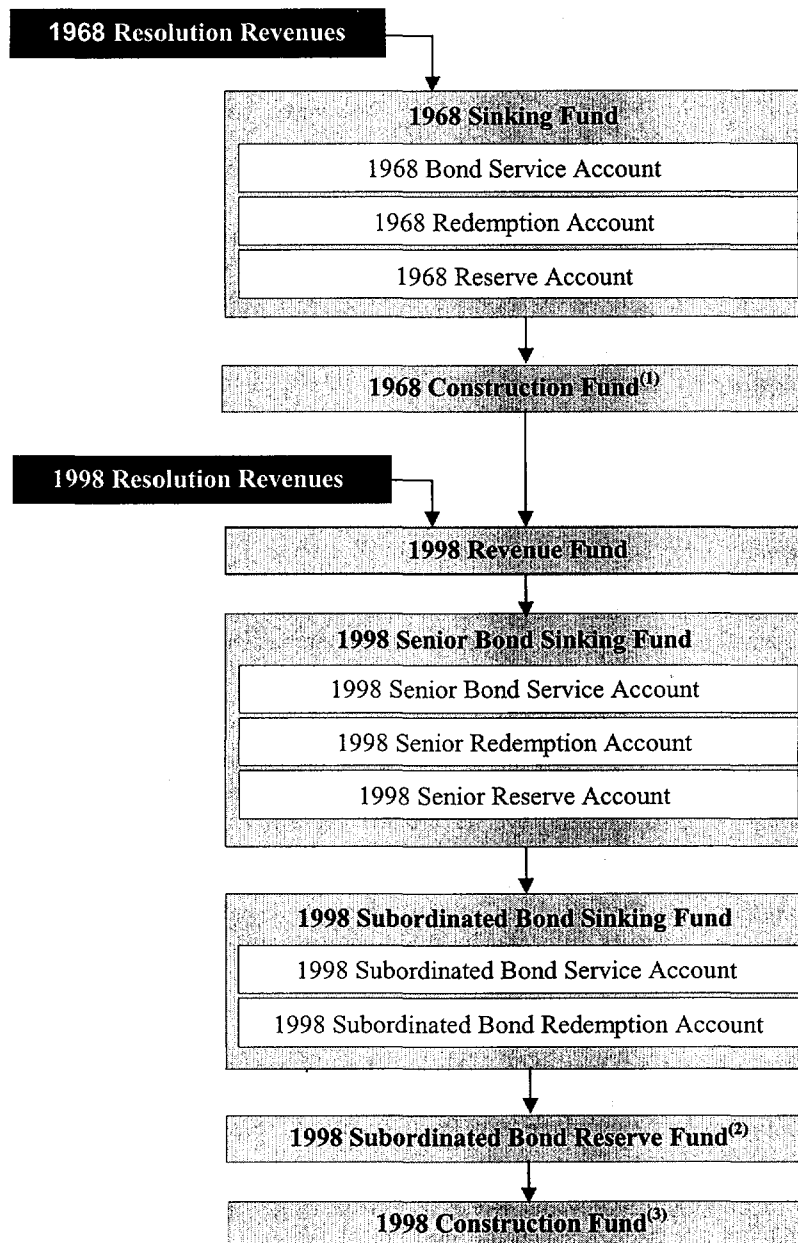 1968 Resolution Revenues
1968 Sinking Fund
1968 Bond Service Account
1968 Redemption Account
1968 Reserve Account
1968 Construction Fund(1)
1998 Resolution Revenues
1998 Revenue Fund
1998 Senior Bond Sinking Fund
1998 Senior Bond Service Account
1998 Senior Redemption Account
1998 Senior Reserve Account
1998 Subordinated Bond Sinking Fund
1998 Subordinated Bond Service Account
1998 Subordinated Bond Redemption Account
1998 Subordinated Bond Reserve Fund(2)
1998 Construction Fund(3)